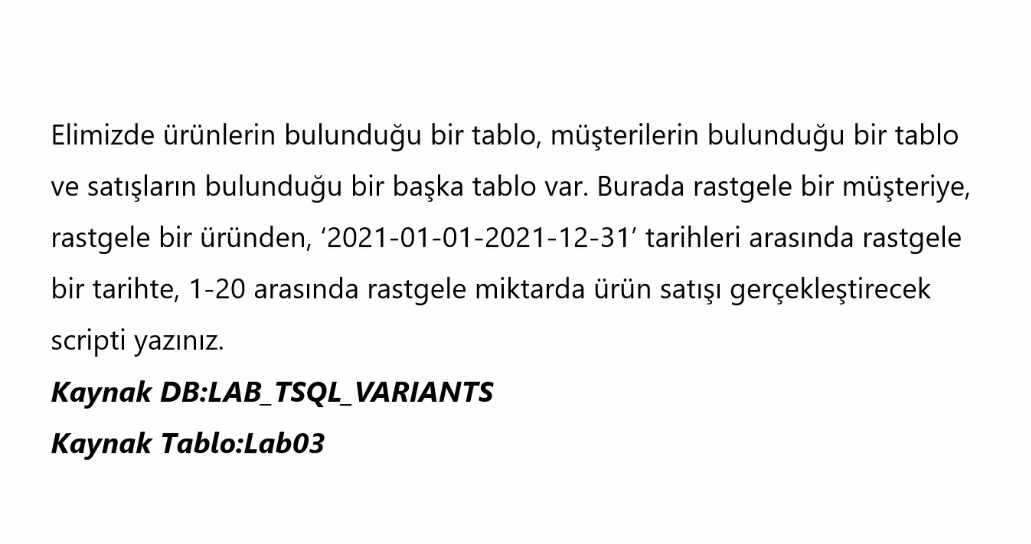 Elimizde ürünlerin bulunduğu bir tablo, müşterilerin bulunduğu bir tablo
ve satışların bulunduğu bir başka tablo var. Burada rastgele bir müşteriye,
rastgele bir üründen, ‘2021-01-01-2021-12-31’ tarihleri arasında rastgele
bir tarihte, 1-20 arasında rastgele miktarda ürün satışı gerçekleştirecek
scripti yazınız.
Kaynak DB:LAB_TSQL_VARIANTS
Kaynak Tablo:Lab03